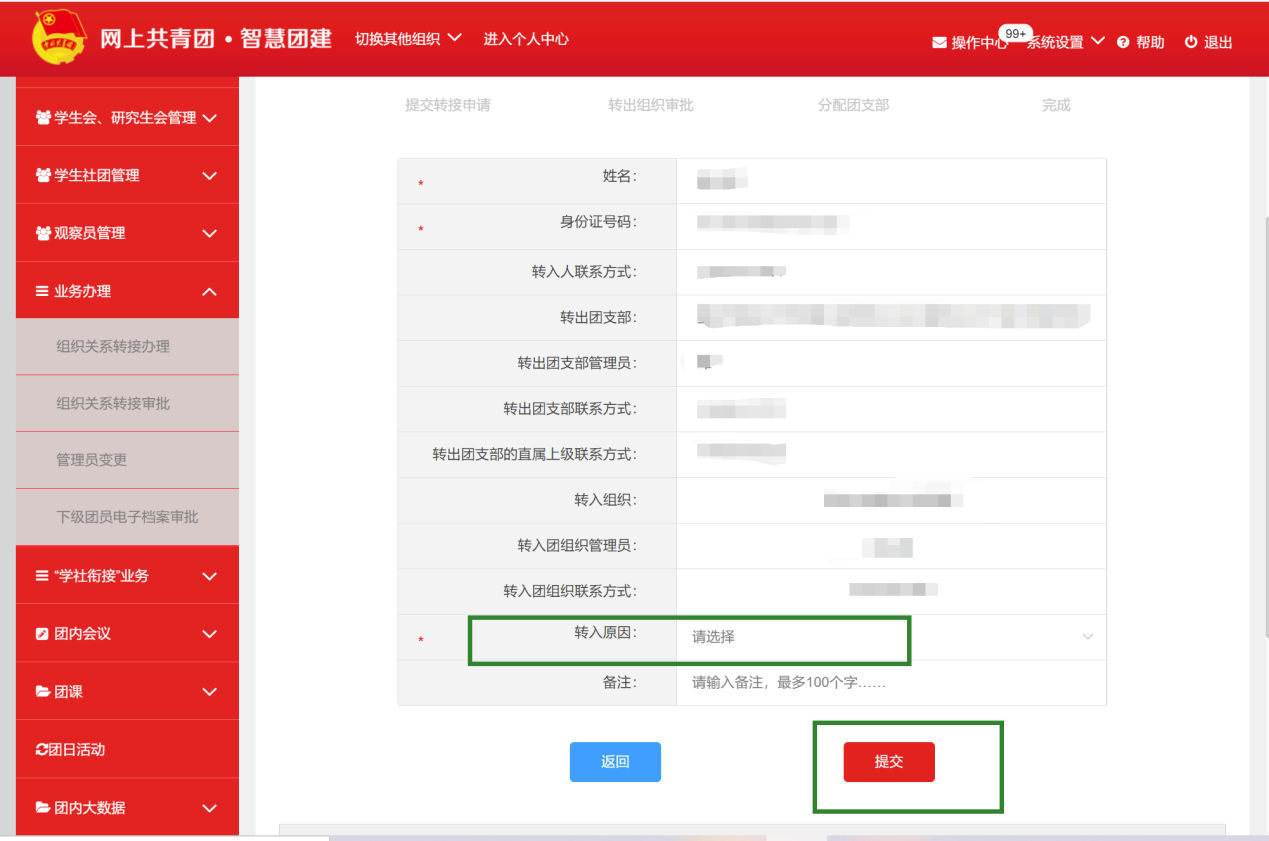 网上共青团·智慧团建 切换其他组织 进入个人中心 操作中心 99+ 系统设置 帮助 退出
学生会、研究生会管理
学生社团管理
观察员管理
业务办理
组织关系转接办理
组织关系转接审批
管理员变更
下级团员电子档案审批
“学社衔接”业务
团内会议
团课
团日活动
团内大数据
提交转接申请 转出组织审批 分配团支部 完成
* 姓名：
* 身份证号码：
转入人联系方式：
转出团支部：
转出团支部管理员：
转出团支部联系方式：
转出团支部的直属上级联系方式：
转入组织：
转入团组织管理员：
转入团组织联系方式：
* 转入原因： 请选择
备注： 请输入备注，最多100个字……
返回 提交